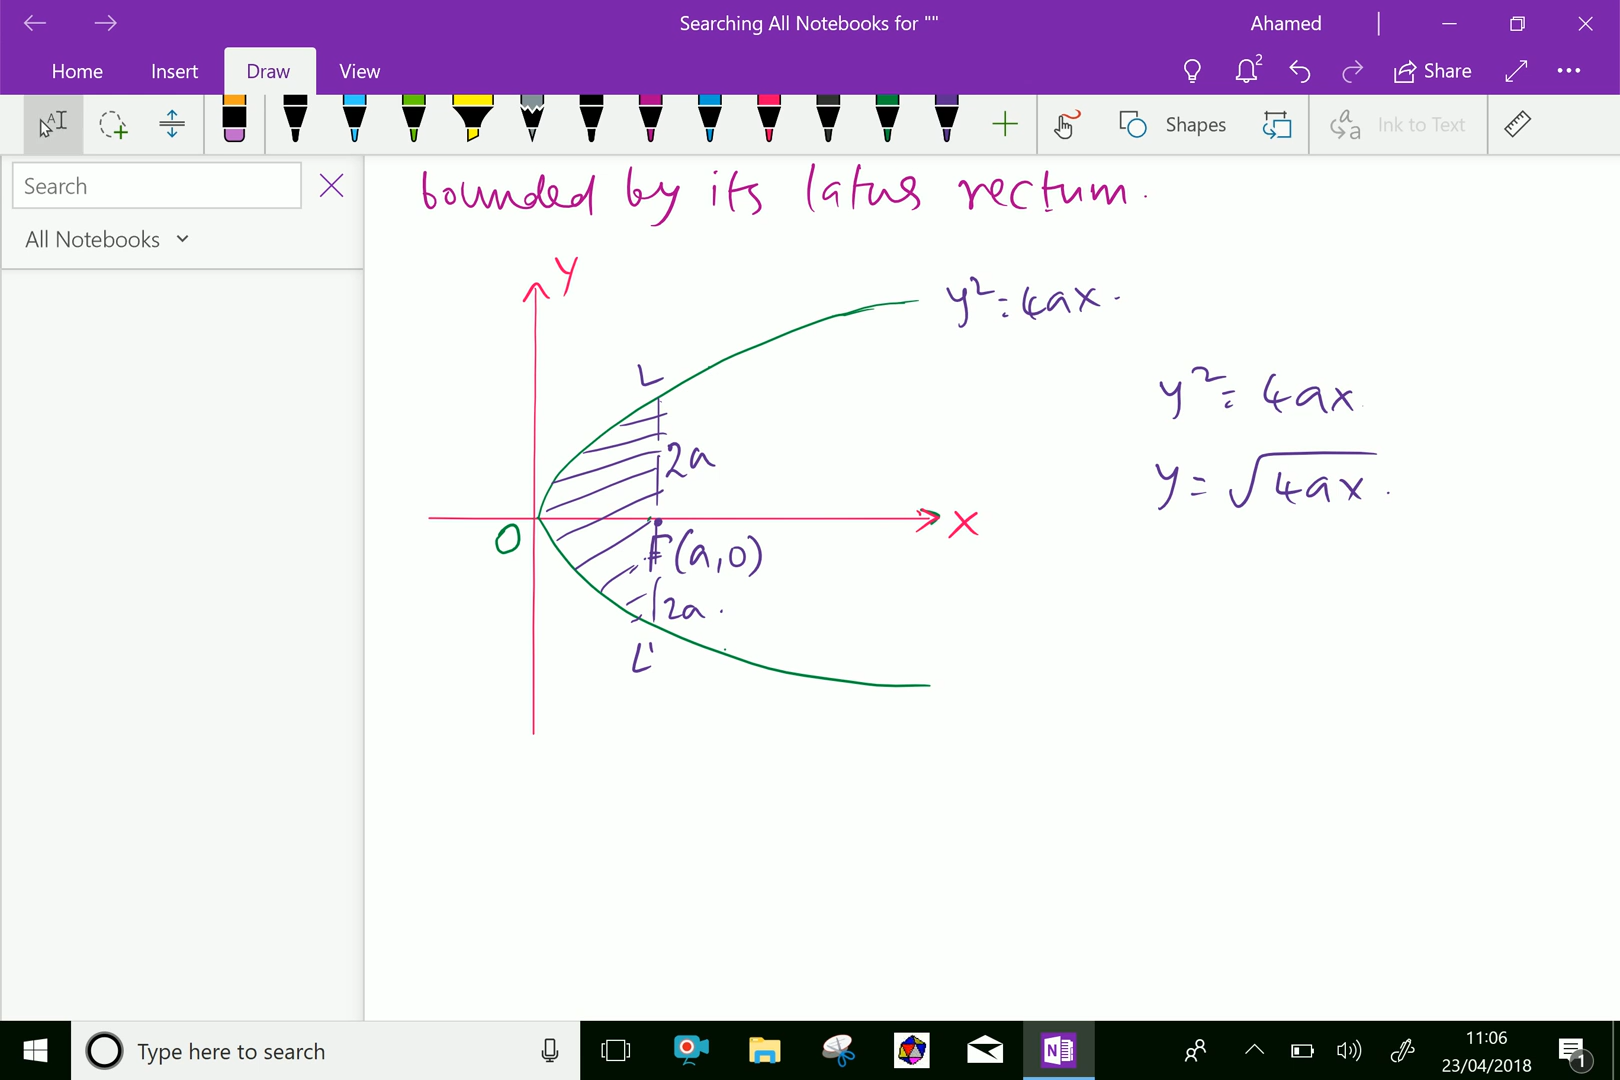 Searching All Notebooks for "" Ahamed
Home Insert Draw View 2 Share
Shapes Ink to Text
Search
All Notebooks
bounded by its latus rectum.
Y
y² = 4ax.
L
y² = 4ax
2a
y = √4ax.
O
X
F(a,0)
2a.
L'
Type here to search
11:06
23/04/2018
1